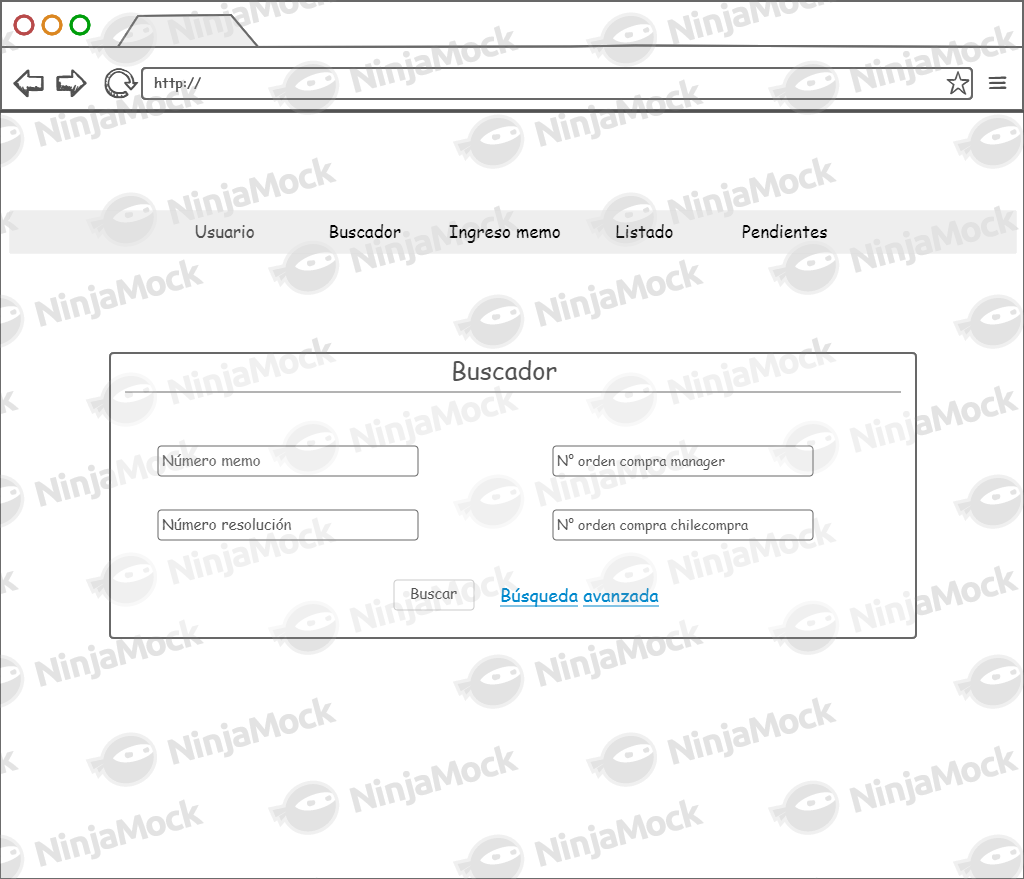 http://
Usuario Buscador Ingreso memo Listado Pendientes
Buscador
Número memo N° orden compra manager
Número resolución N° orden compra chilecompra
Buscar Búsqueda avanzada
NinjaMock